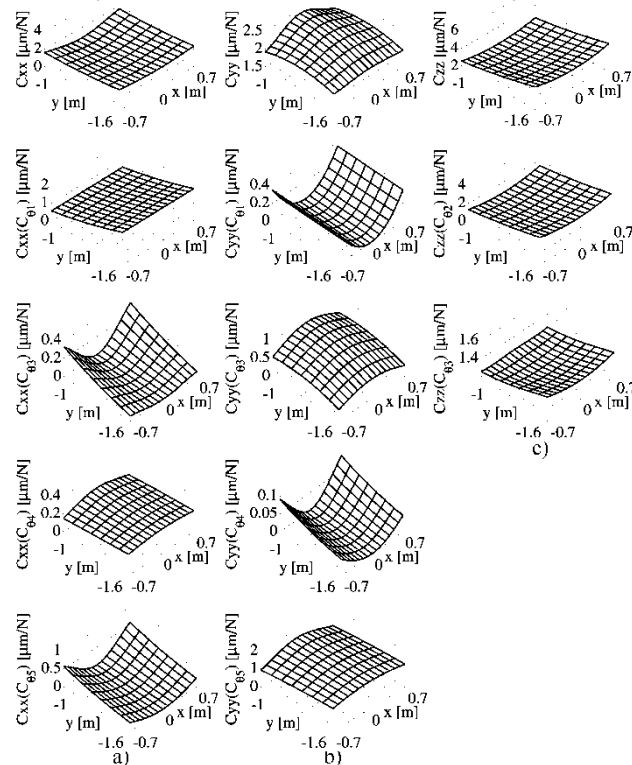 Cxx [μm/N]
4
2
0
-1
y [m]
-1.6 -0.7
0
x [m]
0.7
Cyy [μm/N]
2.5
2
1.5
-1
y [m]
-1.6 -0.7
0
x [m]
0.7
Czz [μm/N]
6
4
2
-1
y [m]
-1.6 -0.7
0
x [m]
0.7
Cxx(Cθ1) [μm/N]
2
1
0
-1
y [m]
-1.6 -0.7
0
x [m]
0.7
Cyy(Cθ1) [μm/N]
0.4
0.2
0
-1
y [m]
-1.6 -0.7
0
x [m]
0.7
Czz(Cθ2) [μm/N]
4
2
0
-1
y [m]
-1.6 -0.7
0
x [m]
0.7
Cxx(Cθ3) [μm/N]
0.4
0.2
0
-1
y [m]
-1.6 -0.7
0
x [m]
0.7
Cyy(Cθ3) [μm/N]
1
0.5
0
-1
y [m]
-1.6 -0.7
0
x [m]
0.7
Czz(Cθ3) [μm/N]
1.6
1.4
-1
y [m]
-1.6 -0.7
0
x [m]
0.7
c)
Cxx(Cθ4) [μm/N]
0.4
0.2
0
-1
y [m]
-1.6 -0.7
0
x [m]
0.7
Cyy(Cθ4) [μm/N]
0.1
0.05
0
-1
y [m]
-1.6 -0.7
0
x [m]
0.7
Cxx(Cθ5) [μm/N]
1
0.5
0
-1
y [m]
-1.6 -0.7
0
x [m]
0.7
a)
Cyy(Cθ5) [μm/N]
2
1
0
-1
y [m]
-1.6 -0.7
0
x [m]
0.7
b)